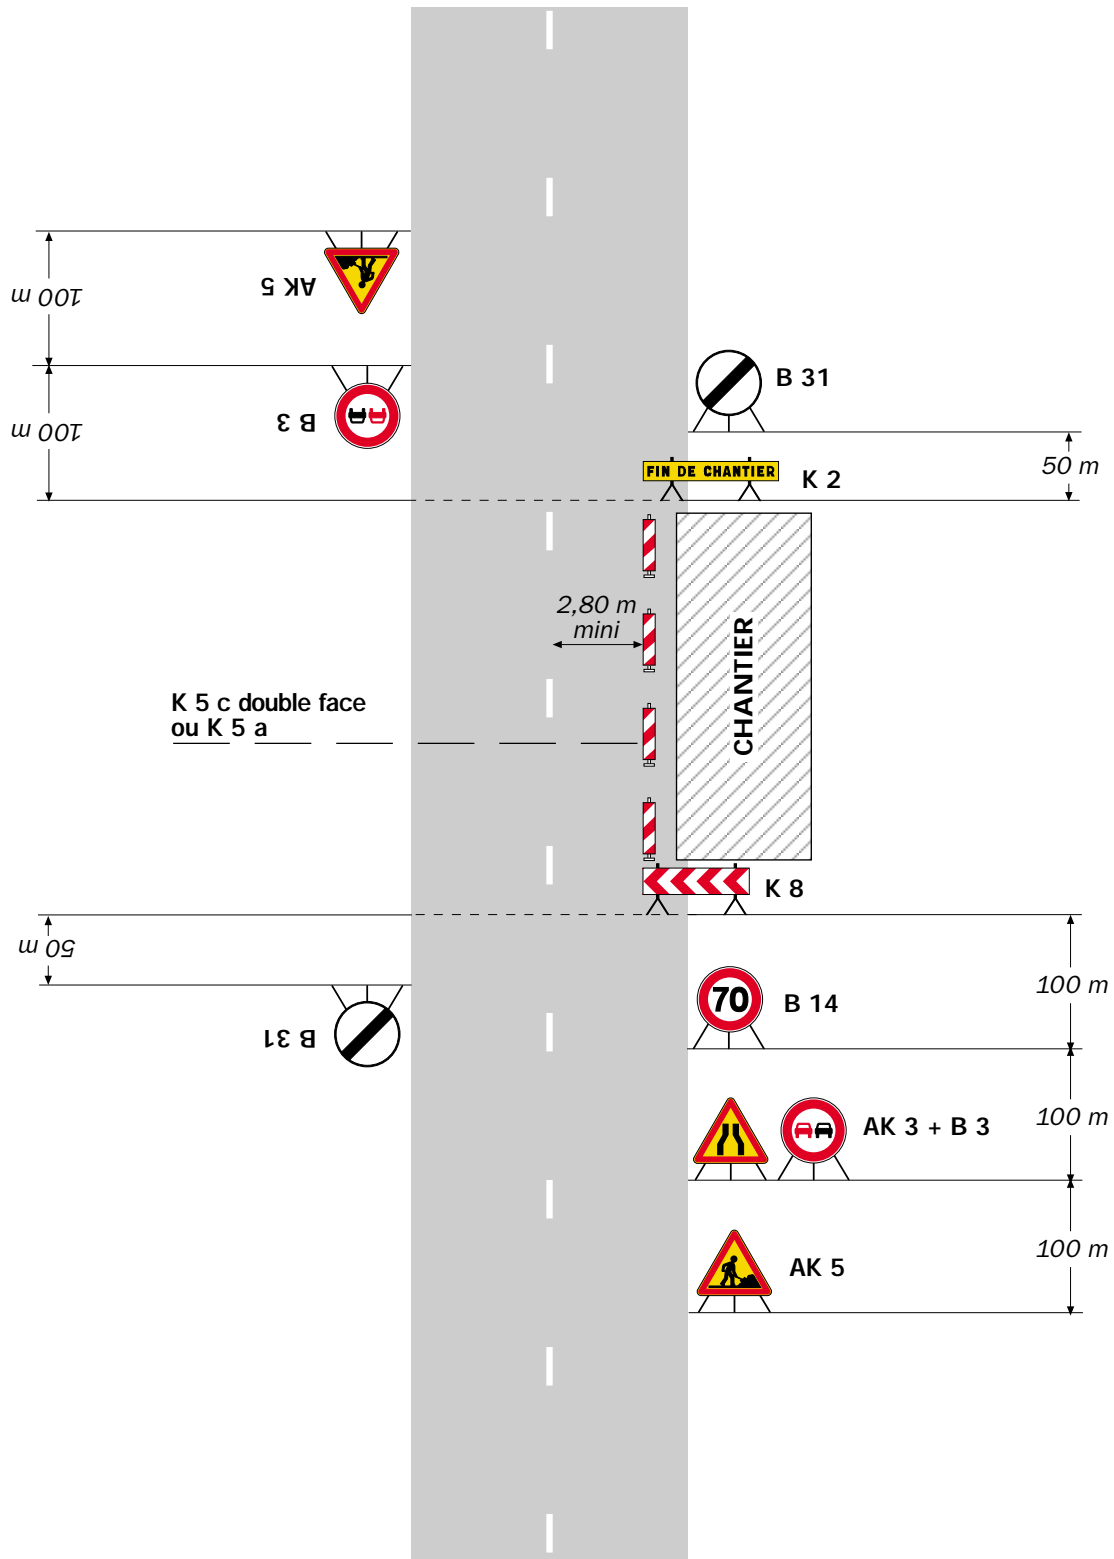 AK 5
100 m
B 3
100 m
B 31
FIN DE CHANTIER
K 2
50 m
2,80 m
mini
CHANTIER
K 5 c double face
ou K 5 a
K 8
50 m
B 31
70
B 14
100 m
AK 3 + B 3
100 m
AK 5
100 m